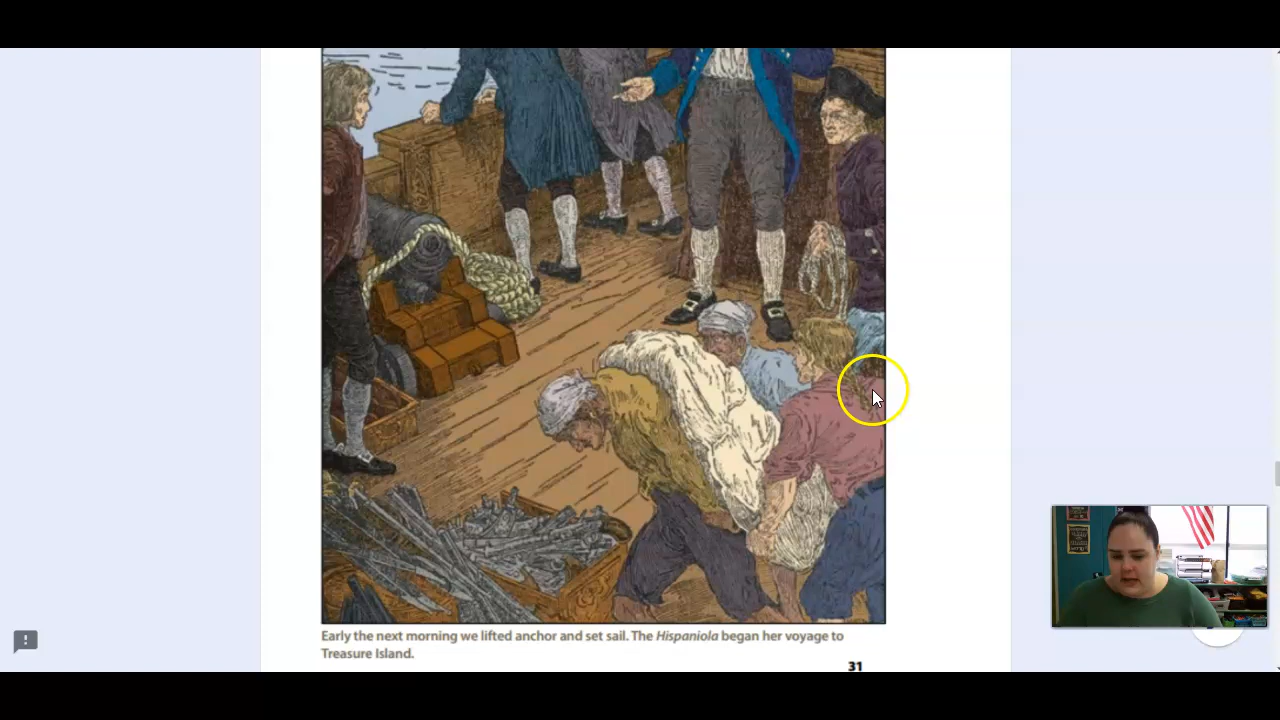 Early the next morning we lifted anchor and set sail. The Hispaniola began her voyage to
Treasure Island.
31